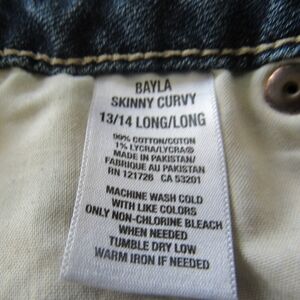 BAYLA
SKINNY CURVY
13/14 LONG/LONG
99% COTTON/COTON
1% LYCRA/LYCRA®
MADE IN PAKISTAN/
FABRIQUE AU PAKISTAN
RN 121726 CA 53201
MACHINE WASH COLD
WITH LIKE COLORS
ONLY NON-CHLORINE BLEACH
WHEN NEEDED
TUMBLE DRY LOW
WARM IRON IF NEEDED